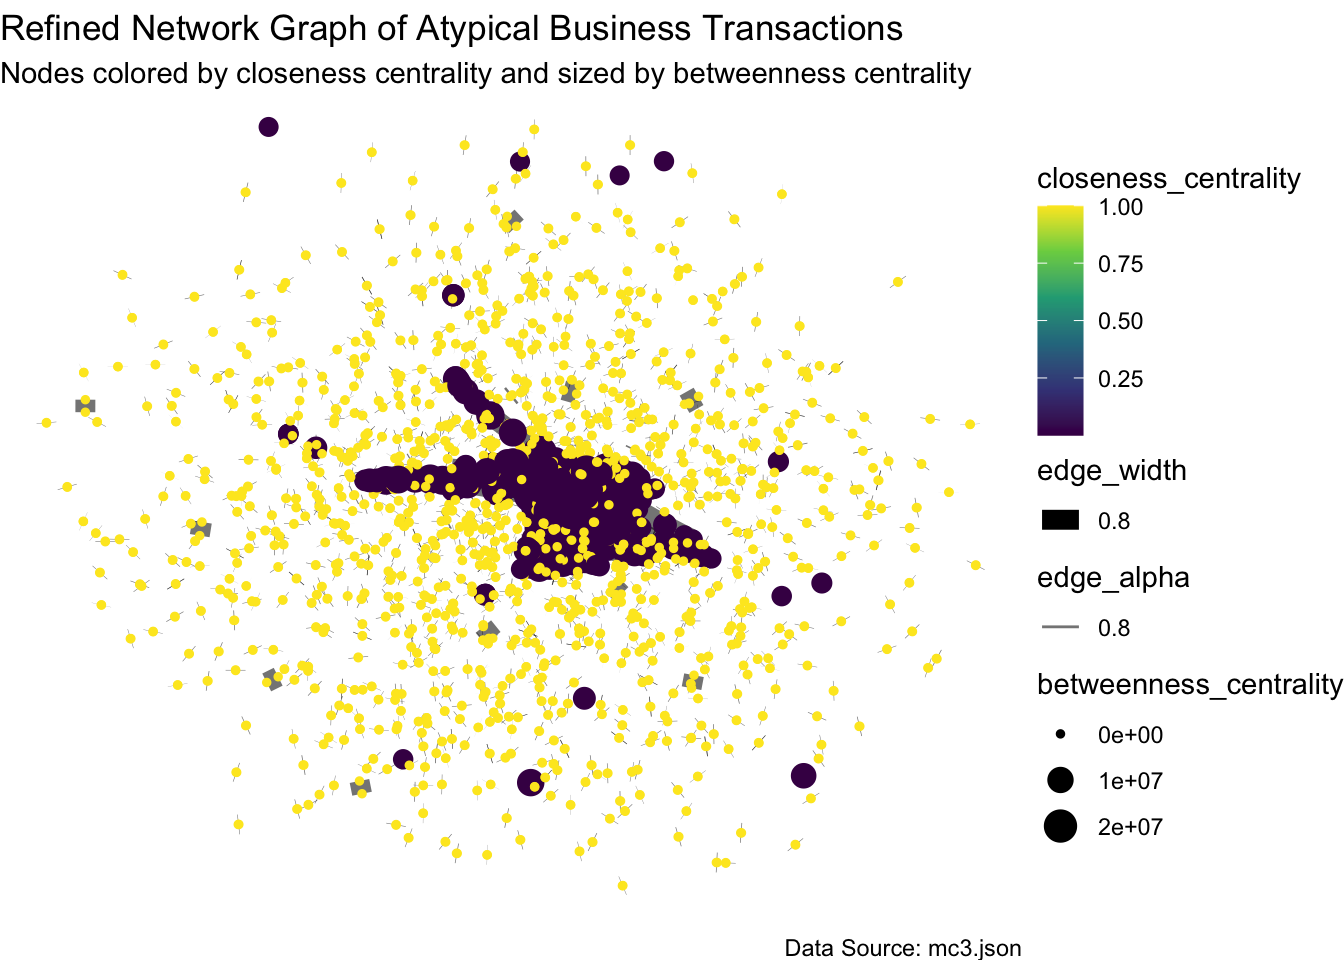 Refined Network Graph of Atypical Business Transactions
Nodes colored by closeness centrality and sized by betweenness centrality
closeness_centrality
1.00
0.75
0.50
0.25
edge_width
0.8
edge_alpha
0.8
betweenness_centrality
0e+00
1e+07
2e+07
Data Source: mc3.json